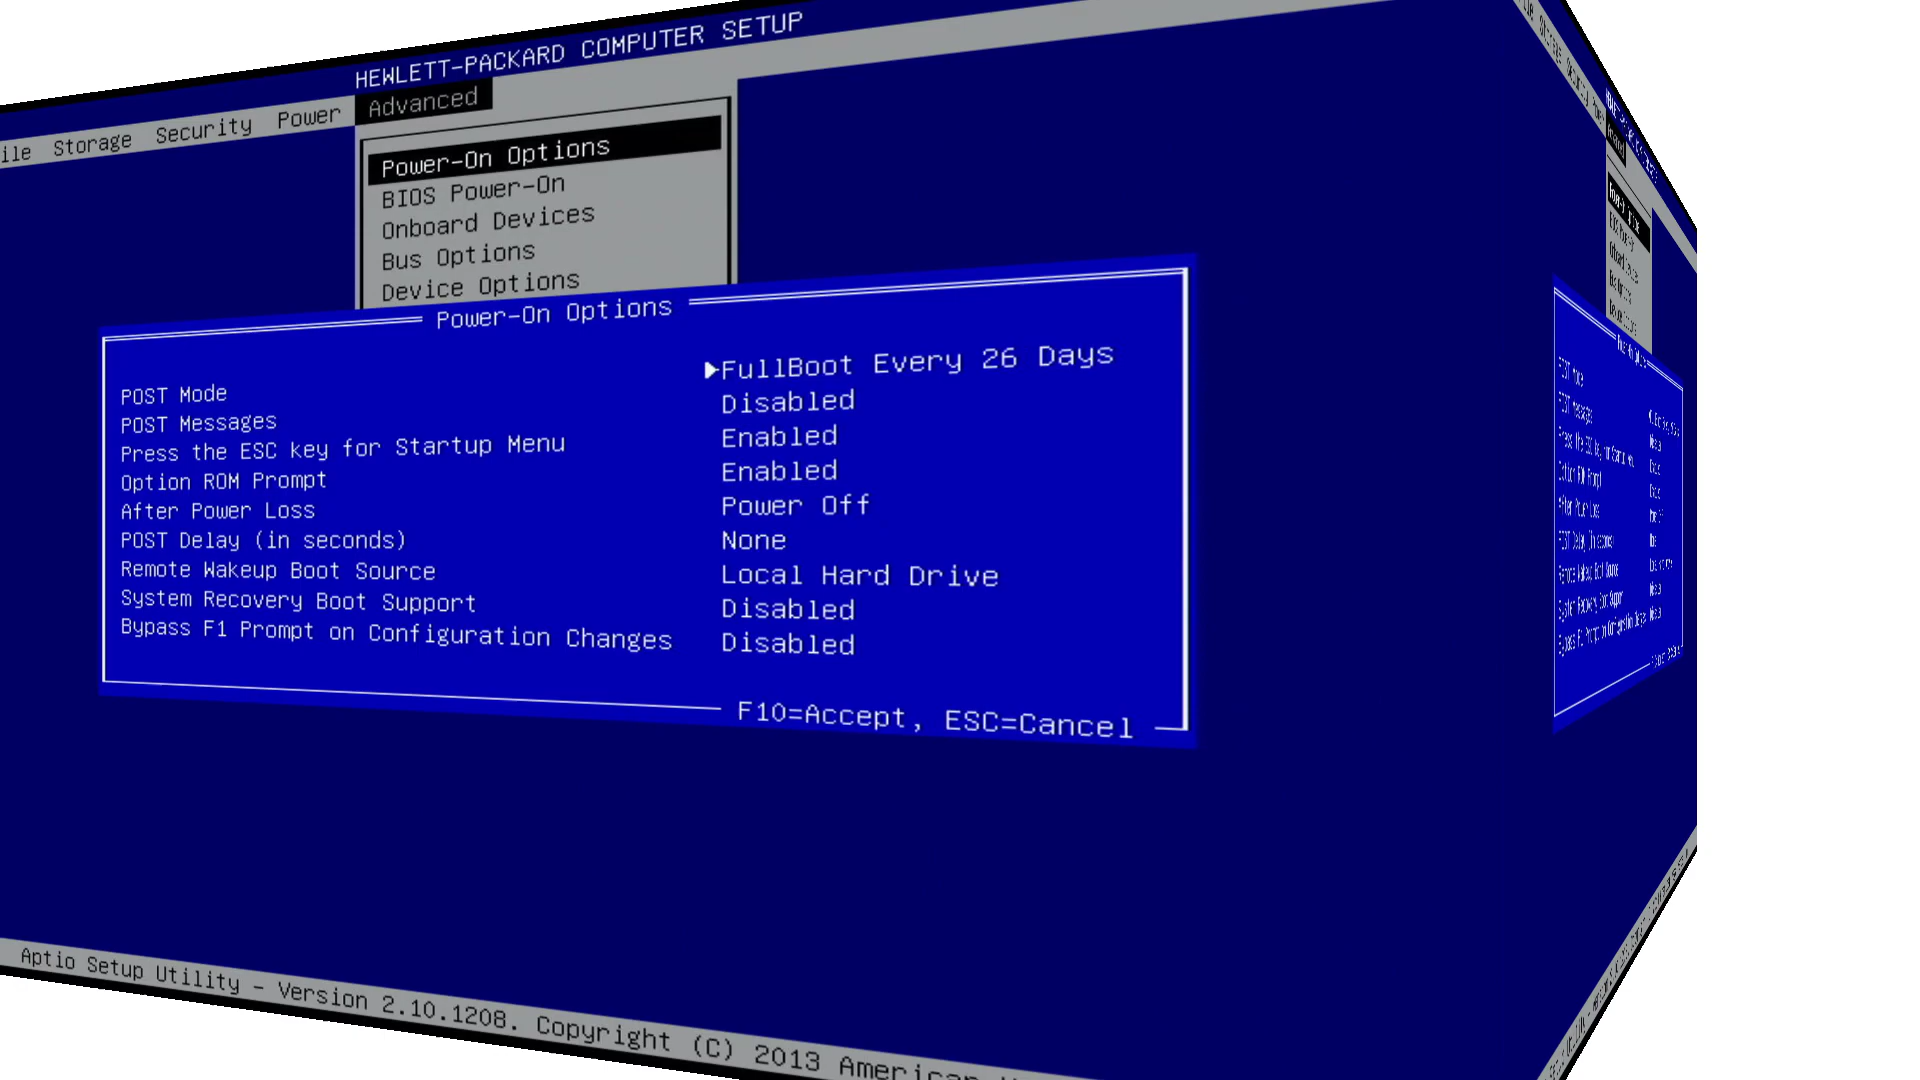 HEWLETT-PACKARD COMPUTER SETUP
ile Storage Security Power Advanced
Power-On Options
BIOS Power-On
Onboard Devices
Bus Options
Device Options
Power-On Options
POST Mode ▶FullBoot Every 26 Days
POST Messages Disabled
Press the ESC key for Startup Menu Enabled
Option ROM Prompt Enabled
After Power Loss Power Off
POST Delay (in seconds) None
Remote Wakeup Boot Source Local Hard Drive
System Recovery Boot Support Disabled
Bypass F1 Prompt on Configuration Changes Disabled
F10=Accept, ESC=Cancel
Aptio Setup Utility - Version 2.10.1208. Copyright (C) 2013 American